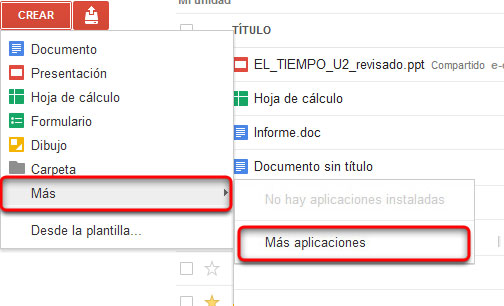 Mi unidad
CREAR
TÍTULO
Documento
Presentación
Hoja de cálculo
Formulario
Dibujo
Carpeta
Más
Desde la plantilla...
EL_TIEMPO_U2_revisado.ppt Compartido e-c
Hoja de cálculo
Informe.doc
Documento sin título
No hay aplicaciones instaladas
Más aplicaciones